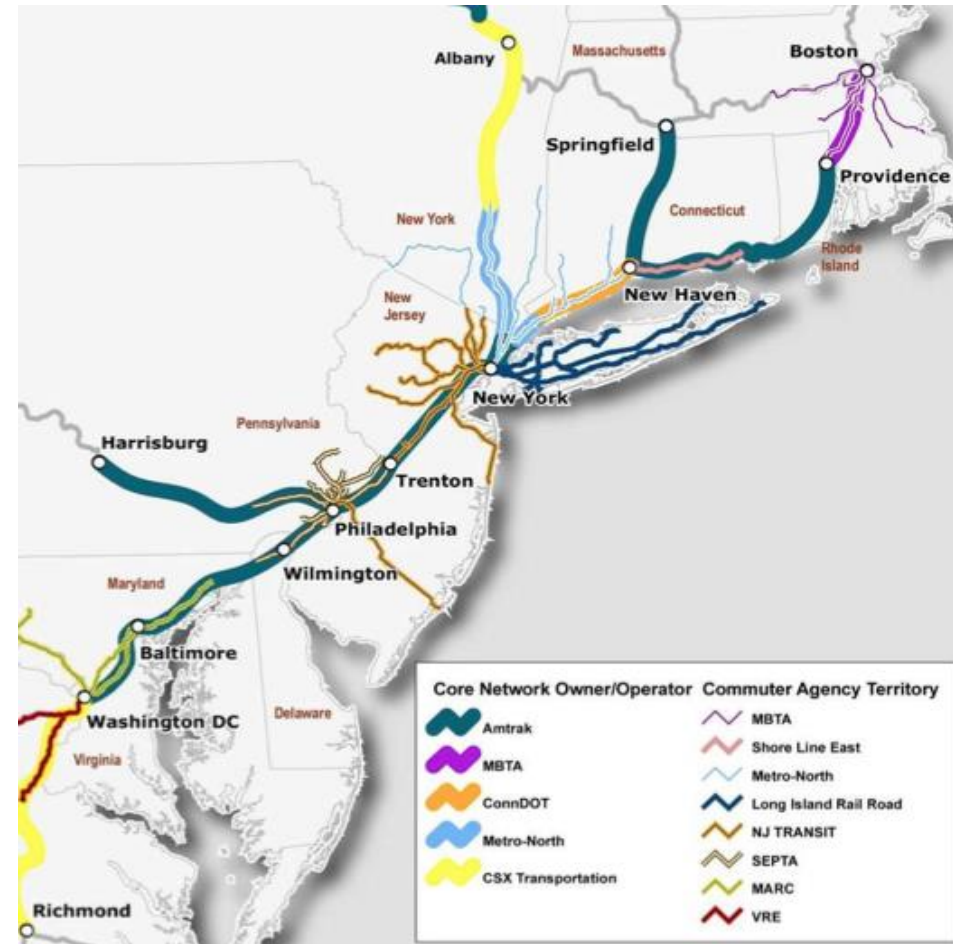 Albany
Massachusetts
Boston
Springfield
Providence
New York
Connecticut
Rhode
Island
New Haven
New
Jersey
New York
Pennsylvania
Harrisburg
Trenton
Philadelphia
Wilmington
Maryland
Baltimore
Washington DC
Delaware
Virginia
Richmond
Core Network Owner/Operator
Amtrak
MBTA
ConnDOT
Metro-North
CSX Transportation
Commuter Agency Territory
MBTA
Shore Line East
Metro-North
Long Island Rail Road
NJ TRANSIT
SEPTA
MARC
VRE